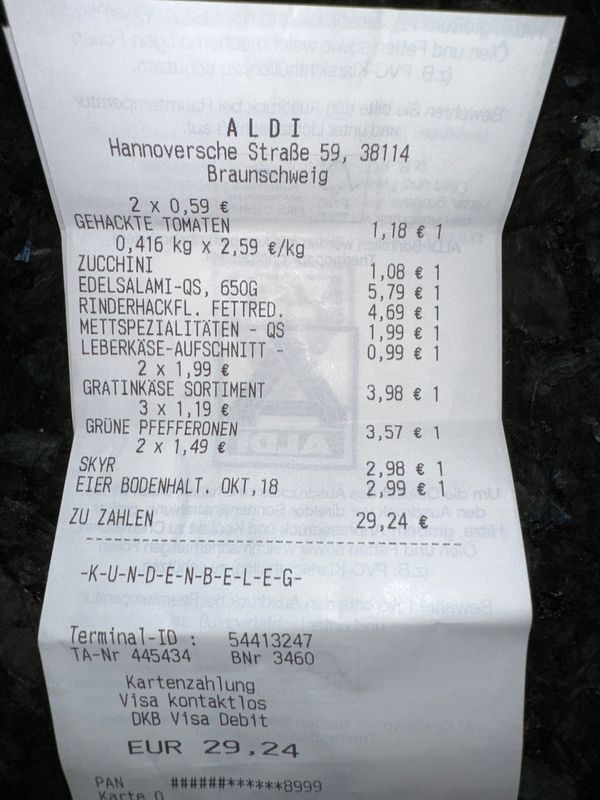 ALDI
Hannoversche Straße 59, 38114
Braunschweig
2 x 0,59 €
GEHACKTE TOMATEN 1,18 € 1
0,416 kg x 2,59 €/kg
ZUCCHINI 1,08 € 1
EDELSALAMI-QS, 650G 5,79 € 1
RINDERHACKFL. FETTRED. 4,69 € 1
METTSPEZIALITÄTEN - QS 1,99 € 1
LEBERKÄSE-AUFSCHNITT - 0,99 € 1
2 x 1,99 €
GRATINKÄSE SORTIMENT 3,98 € 1
3 x 1,19 €
GRÜNE PFEFFERONEN 3,57 € 1
2 x 1,49 €
SKYR 2,98 € 1
EIER BODENHALT. OKT,18 2,99 € 1
ZU ZAHLEN 29,24 €
-K-U-N-D-E-N-B-E-L-E-G-
Terminal-ID : 54413247
TA-Nr 445434 BNr 3460
Kartenzahlung
Visa kontaktlos
DKB Visa Debit
EUR 29,24
PAN ######******8999
Karte 0